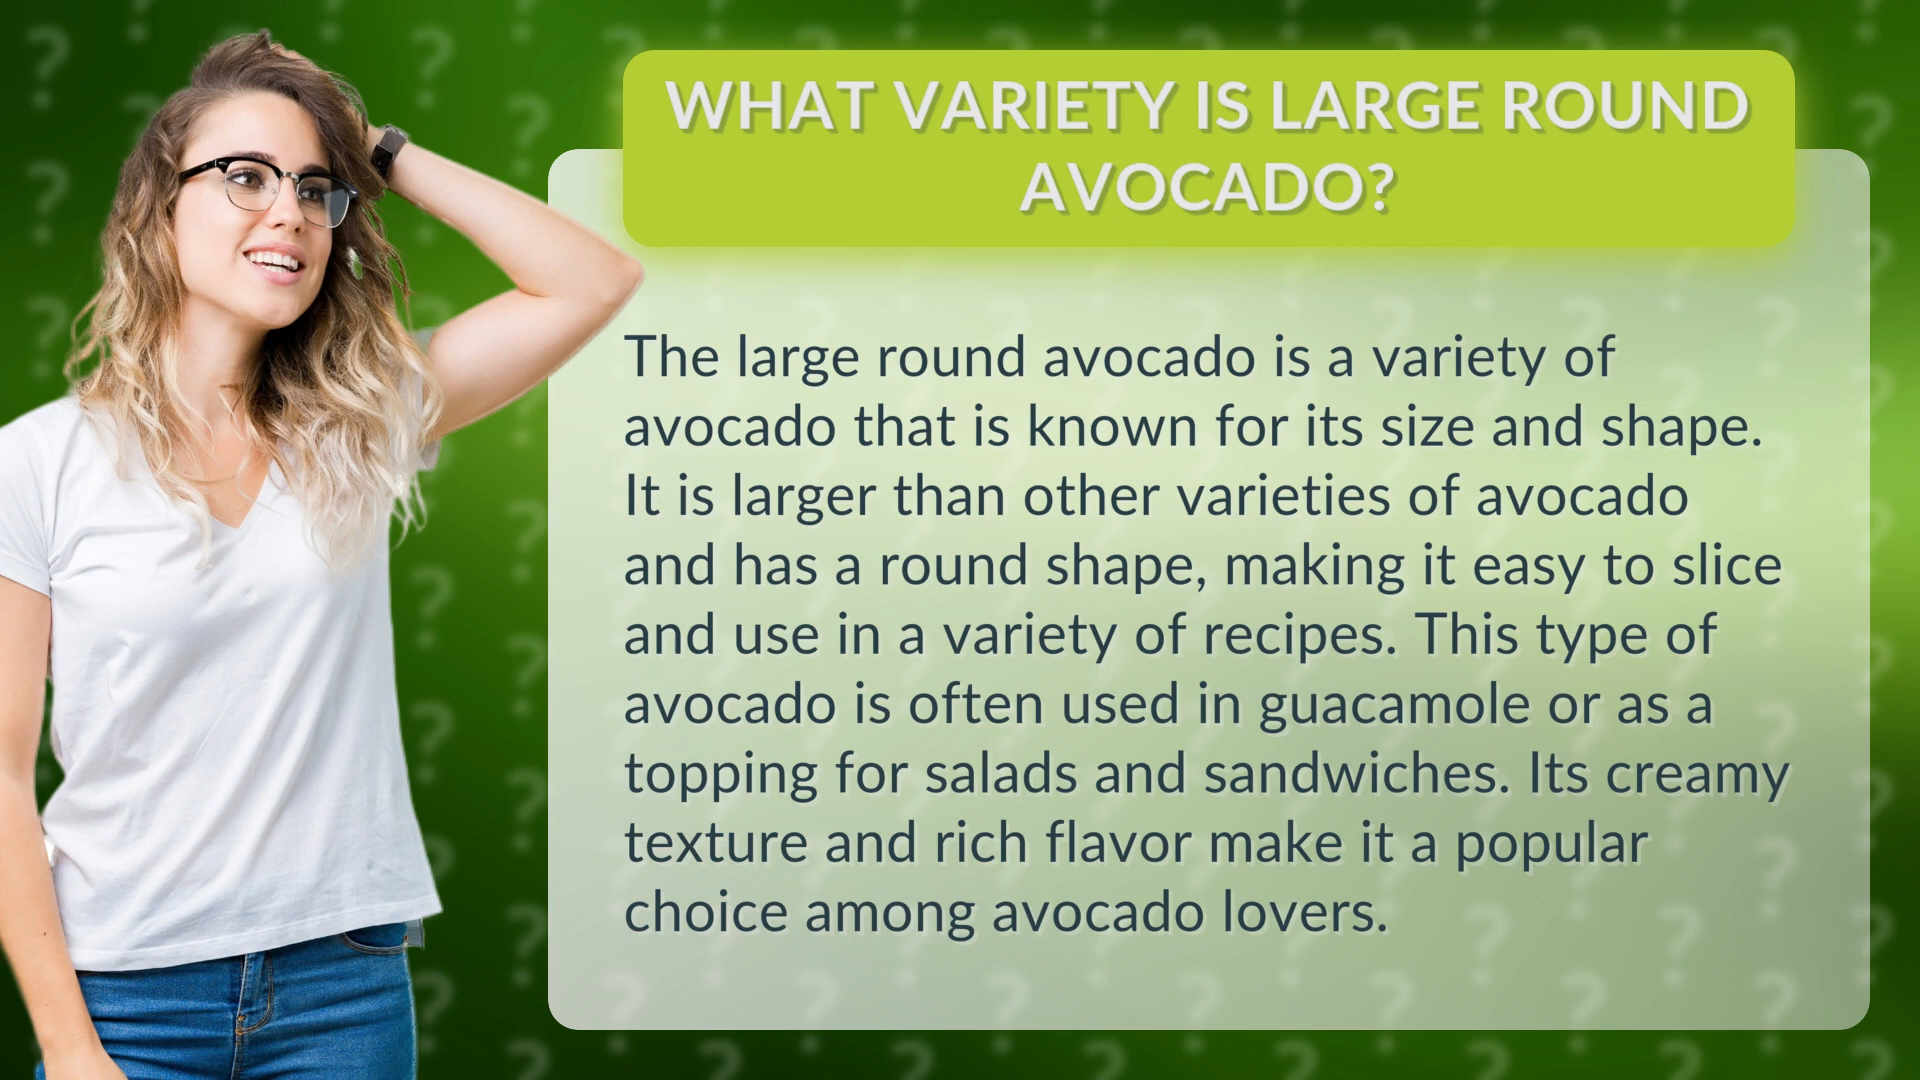 WHAT VARIETY IS LARGE ROUND
AVOCADO?
The large round avocado is a variety of
avocado that is known for its size and shape.
It is larger than other varieties of avocado
and has a round shape, making it easy to slice
and use in a variety of recipes. This type of
avocado is often used in guacamole or as a
topping for salads and sandwiches. Its creamy
texture and rich flavor make it a popular
choice among avocado lovers.